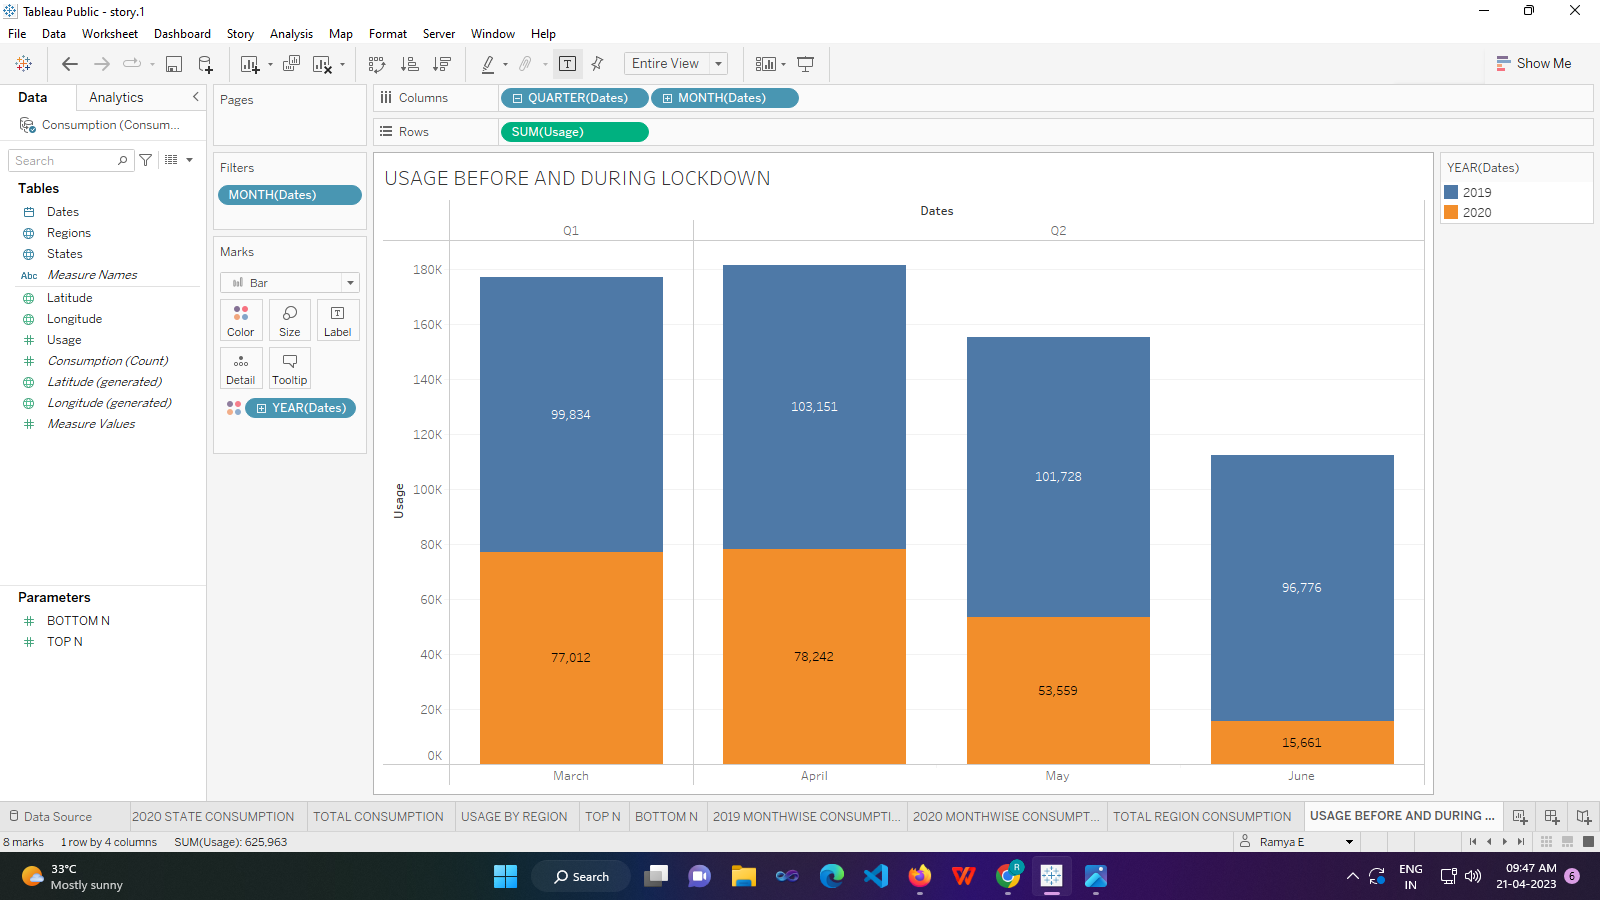 Tableau Public - story.1
File Data Worksheet Dashboard Story Analysis Map Format Server Window Help
Entire View
Show Me
Data Analytics
Consumption (Consum...
Search
Tables
Dates
Regions
States
Abc Measure Names
Latitude
Longitude
Usage
Consumption (Count)
Latitude (generated)
Longitude (generated)
Measure Values
Parameters
BOTTOM N
TOP N
Pages
Filters
MONTH(Dates)
Marks
Bar
Color Size Label
Detail Tooltip
YEAR(Dates)
Columns QUARTER(Dates) MONTH(Dates)
Rows SUM(Usage)
USAGE BEFORE AND DURING LOCKDOWN
Dates
Q1 Q2
Usage
180K
160K
140K
120K
100K
80K
60K
40K
20K
0K
99,834
77,012
103,151
78,242
101,728
53,559
96,776
15,661
March April May June
YEAR(Dates)
2019
2020
Data Source 2020 STATE CONSUMPTION TOTAL CONSUMPTION USAGE BY REGION TOP N BOTTOM N 2019 MONTHWISE CONSUMPTI... 2020 MONTHWISE CONSUMPT... TOTAL REGION CONSUMPTION USAGE BEFORE AND DURING ...
8 marks 1 row by 4 columns SUM(Usage): 625,963 Ramya E
33°C
Mostly sunny
Search
R
ENG
IN
09:47 AM
21-04-2023
6